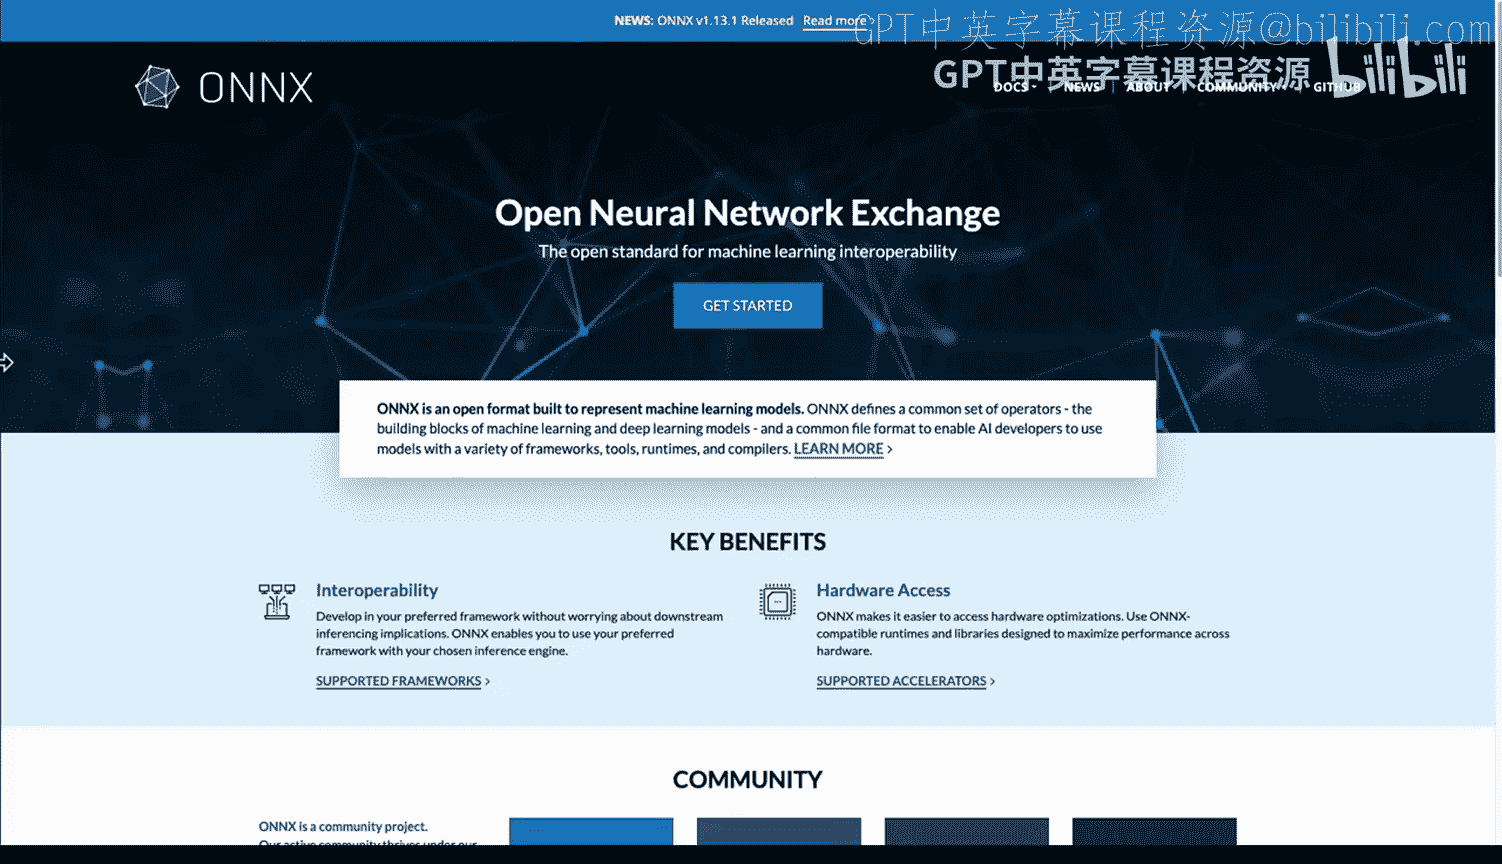 NEWS: ONNX v1.13.1 Released Read more ›
GPT中英字幕课程资源@bilibili.com
GPT中英字幕课程资源 bilibili
ONNX
DOCS NEWS ABOUT COMMUNITY GITHUB
Open Neural Network Exchange
The open standard for machine learning interoperability
GET STARTED
ONNX is an open format built to represent machine learning models. ONNX defines a common set of operators - the
building blocks of machine learning and deep learning models - and a common file format to enable AI developers to use
models with a variety of frameworks, tools, runtimes, and compilers. LEARN MORE ›
KEY BENEFITS
Interoperability
Develop in your preferred framework without worrying about downstream
inferencing implications. ONNX enables you to use your preferred
framework with your chosen inference engine.
SUPPORTED FRAMEWORKS ›
Hardware Access
ONNX makes it easier to access hardware optimizations. Use ONNX-
compatible runtimes and libraries designed to maximize performance across
hardware.
SUPPORTED ACCELERATORS ›
COMMUNITY
ONNX is a community project.
Our active community thrives under our